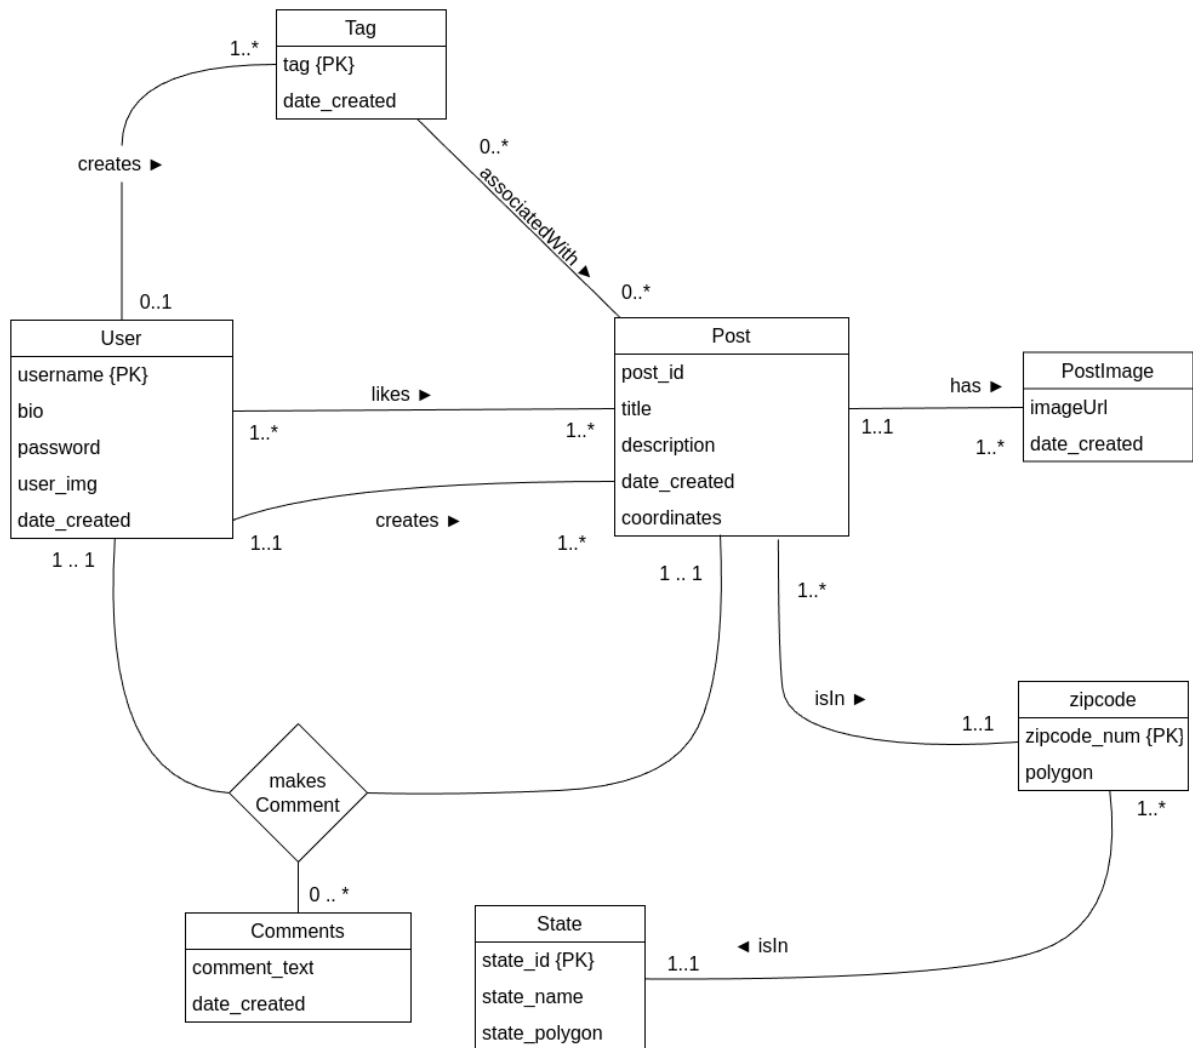 Tag
1..*
tag {PK}
date_created
0..*
creates ►
associatedWith ►
0..1
0..*
User
username {PK}
bio
password
user_img
date_created
likes ►
1..*
1..*
creates ►
1..1
1..*
Post
post_id
title
description
date_created
coordinates
has ►
1..1
1..*
PostImage
imageUrl
date_created
1 .. 1
1 .. 1
1..*
isIn ►
1..1
zipcode
zipcode_num {PK}
polygon
1..*
makes
Comment
0 .. *
Comments
comment_text
date_created
State
state_id {PK}
state_name
state_polygon
◄ isIn
1..1